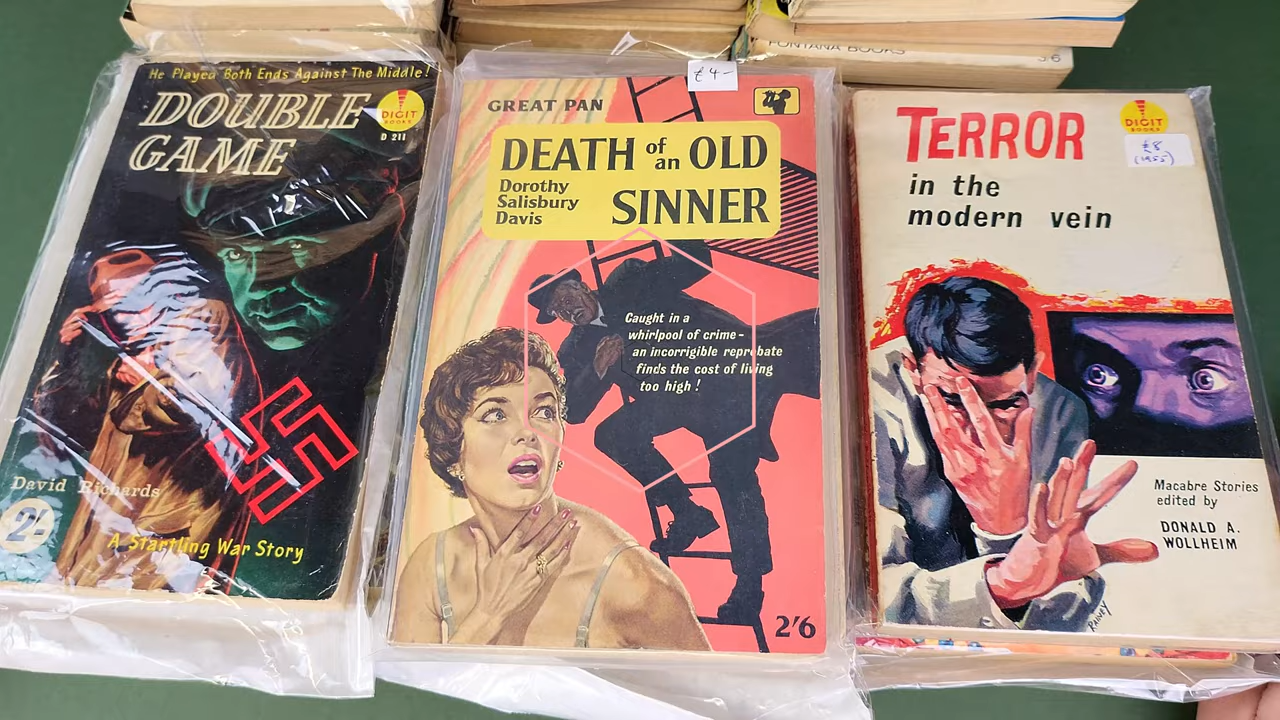 FONTANA BOOKS
He Played Both Ends Against The Middle!
DOUBLE
GAME
DIGIT
BOOKS
D 211
David Richards
2/-
A Startling War Story
£4-
GREAT PAN
DEATH of an OLD
SINNER
Dorothy
Salisbury
Davis
Caught in a
whirlpool of crime-
an incorrigible reprobate
finds the cost of living
too high!
2'6
TERROR
in the
modern vein
DIGIT
BOOKS
£8
(1955)
Macabre Stories
edited by
DONALD A.
WOLLHEIM
RAINEY